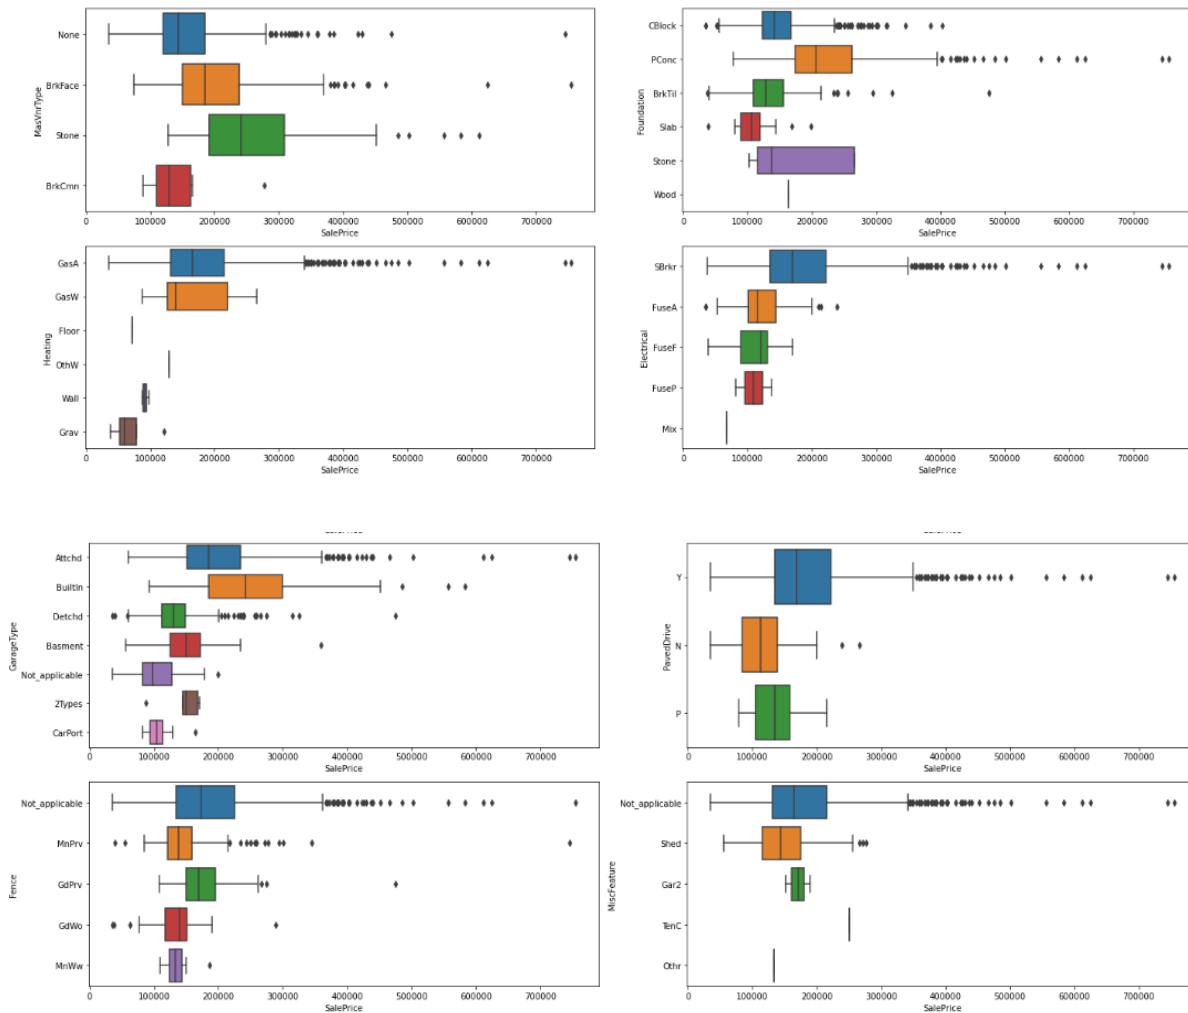 None
BrkFace
Stone
BrkCmn
MasVnrType
0 100000 200000 300000 400000 500000 600000 700000
SalePrice
CBlock
PConc
BrkTil
Slab
Stone
Wood
Foundation
0 100000 200000 300000 400000 500000 600000 700000
SalePrice
GasA
GasW
Floor
OthW
Wall
Grav
Heating
0 100000 200000 300000 400000 500000 600000 700000
SalePrice
SBrkr
FuseA
FuseF
FuseP
Mix
Electrical
0 100000 200000 300000 400000 500000 600000 700000
SalePrice
Attchd
BuiltIn
Detchd
Basment
Not_applicable
2Types
CarPort
GarageType
0 100000 200000 300000 400000 500000 600000 700000
SalePrice
Y
N
P
PavedDrive
0 100000 200000 300000 400000 500000 600000 700000
SalePrice
Not_applicable
MnPrv
GdPrv
GdWo
MnWw
Fence
0 100000 200000 300000 400000 500000 600000 700000
SalePrice
Not_applicable
Shed
Gar2
TenC
Othr
MiscFeature
0 100000 200000 300000 400000 500000 600000 700000
SalePrice